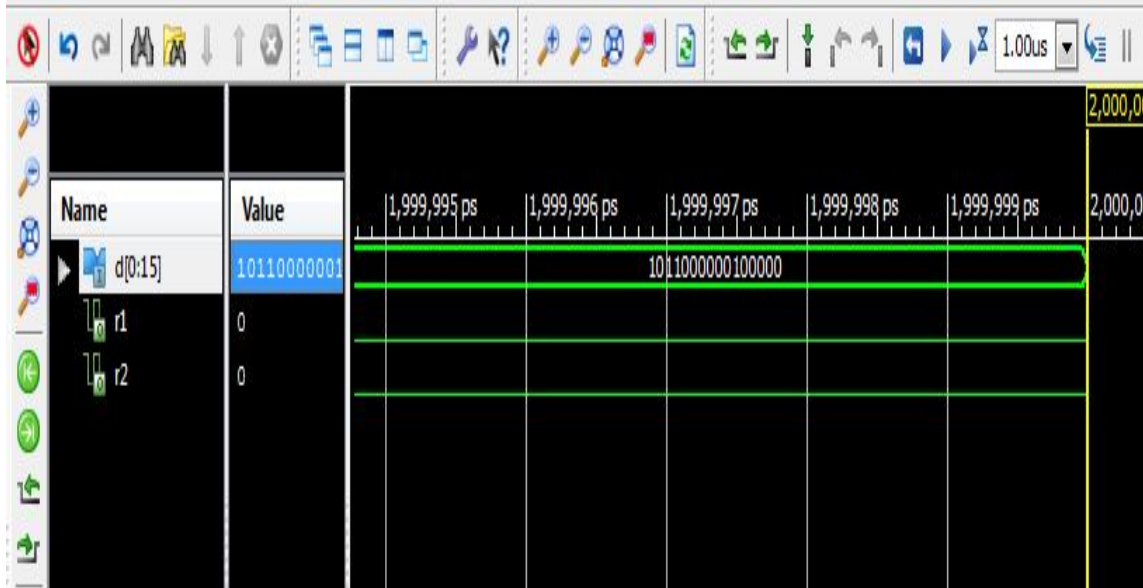 1.00us
2,000,0
Name
Value
1,999,995 ps
1,999,996 ps
1,999,997 ps
1,999,998 ps
1,999,999 ps
2,000,0
d[0:15]
10110000001
1011000000100000
r1
0
r2
0